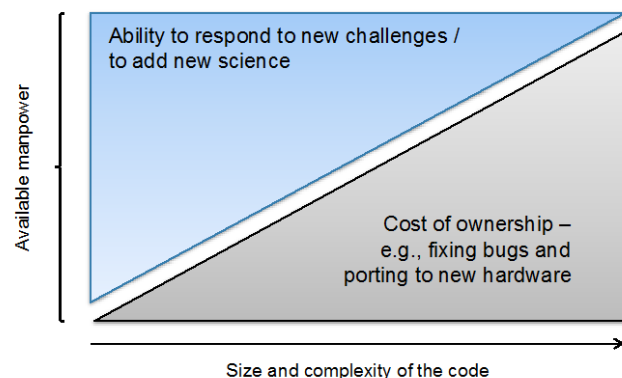 Ability to respond to new challenges /
to add new science
Available manpower
Cost of ownership –
e.g., fixing bugs and
porting to new hardware
Size and complexity of the code